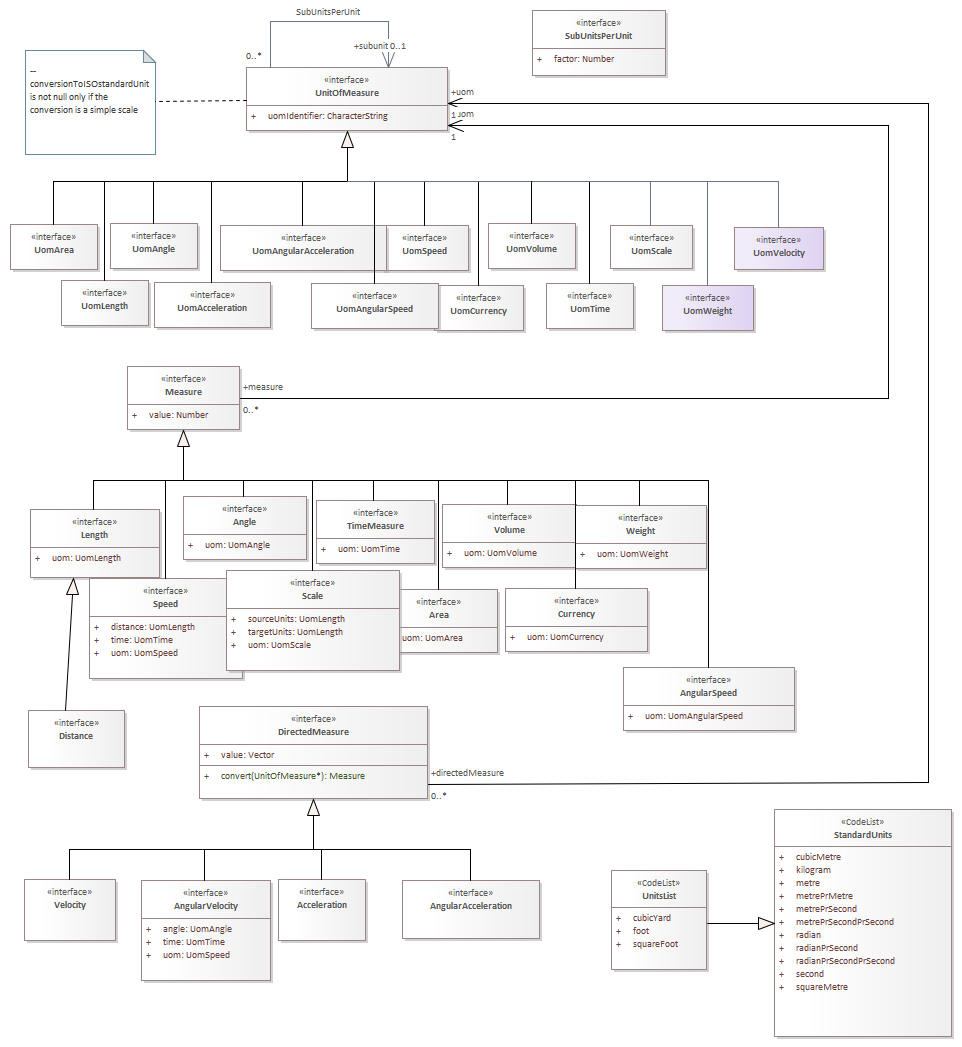 SubUnitsPerUnit
0..*
+subunit 0..1
«interface»
SubUnitsPerUnit
+ factor: Number
--
conversionToISOstandardUnit
is not null only if the
conversion is a simple scale
«interface»
UnitOfMeasure
+ uomIdentifier: CharacterString
+uom
1
uom
1
«interface»
UomArea
«interface»
UomAngle
«interface»
UomAngularAcceleration
«interface»
UomSpeed
«interface»
UomVolume
«interface»
UomScale
«interface»
UomVelocity
«interface»
UomLength
«interface»
UomAcceleration
«interface»
UomAngularSpeed
«interface»
UomCurrency
«interface»
UomTime
«interface»
UomWeight
«interface»
Measure
+ value: Number
+measure
0..*
«interface»
Length
+ uom: UomLength
«interface»
Angle
+ uom: UomAngle
«interface»
TimeMeasure
+ uom: UomTime
«interface»
Volume
+ uom: UomVolume
«interface»
Weight
+ uom: UomWeight
«interface»
Speed
+ distance: UomLength
+ time: UomTime
+ uom: UomSpeed
«interface»
Scale
+ sourceUnits: UomLength
+ targetUnits: UomLength
+ uom: UomScale
«interface»
Area
uom: UomArea
«interface»
Currency
+ uom: UomCurrency
«interface»
AngularSpeed
+ uom: UomAngularSpeed
«interface»
Distance
«interface»
DirectedMeasure
+ value: Vector
+ convert(UnitOfMeasure*): Measure
+directedMeasure
0..*
«interface»
Velocity
«interface»
AngularVelocity
+ angle: UomAngle
+ time: UomTime
+ uom: UomSpeed
«interface»
Acceleration
«interface»
AngularAcceleration
«CodeList»
UnitsList
+ cubicYard
+ foot
+ squareFoot
«CodeList»
StandardUnits
+ cubicMetre
+ kilogram
+ metre
+ metrePrMetre
+ metrePrSecond
+ metrePrSecondPrSecond
+ radian
+ radianPrSecond
+ radianPrSecondPrSecond
+ second
+ squareMetre